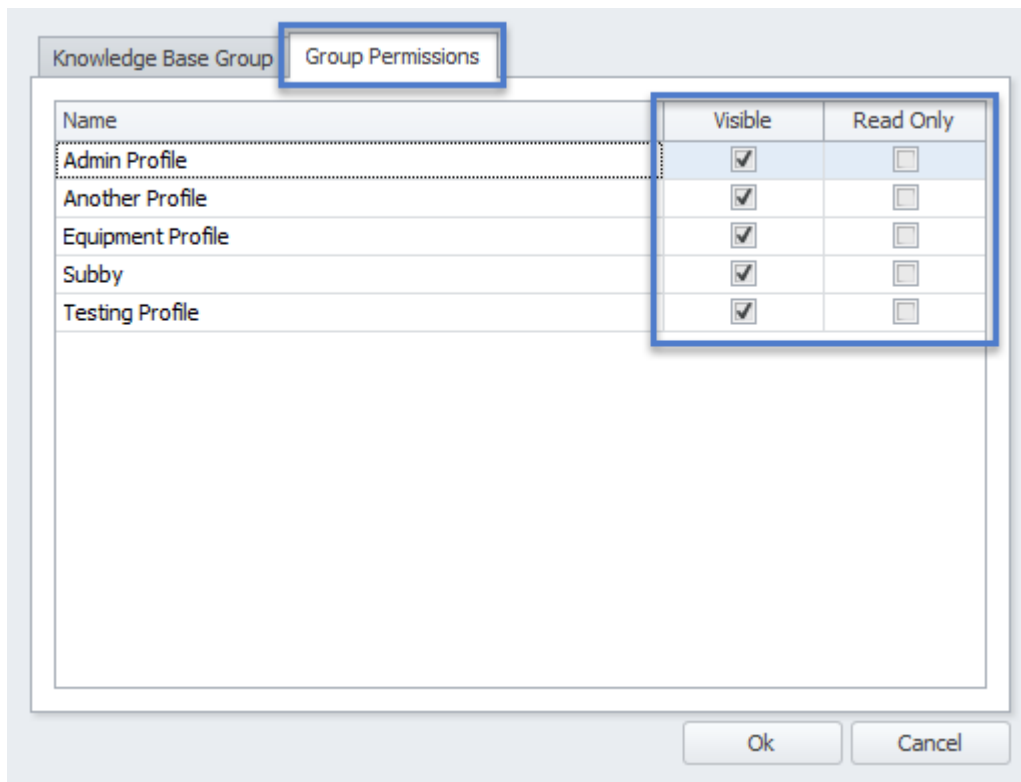 Knowledge Base Group Group Permissions
Name Visible Read Only
Admin Profile
Another Profile
Equipment Profile
Subby
Testing Profile
Ok Cancel